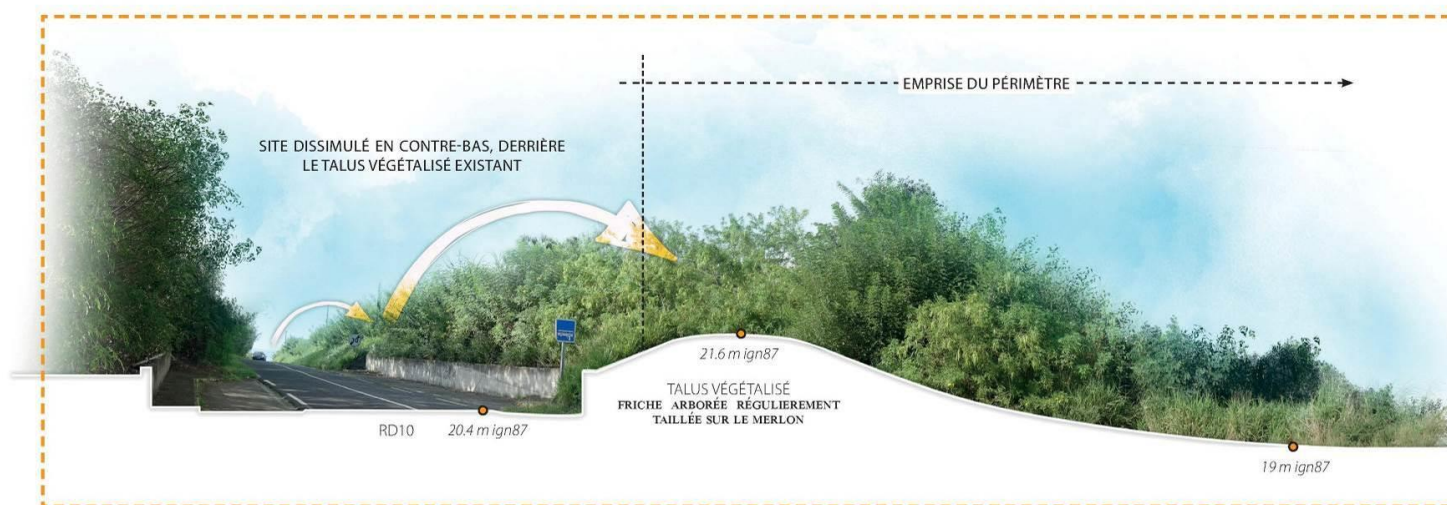 EMPRISE DU PÉRIMÈTRE
SITE DISSIMULÉ EN CONTRE-BAS, DERRIÈRE
LE TALUS VÉGÉTALISÉ EXISTANT
21.6 m ign87
TALUS VÉGÉTALISÉ
FRICHE ARBORÉE RÉGULIEREMENT
TAILLÉE SUR LE MERLON
RD10
20.4 m ign87
19 m ign87